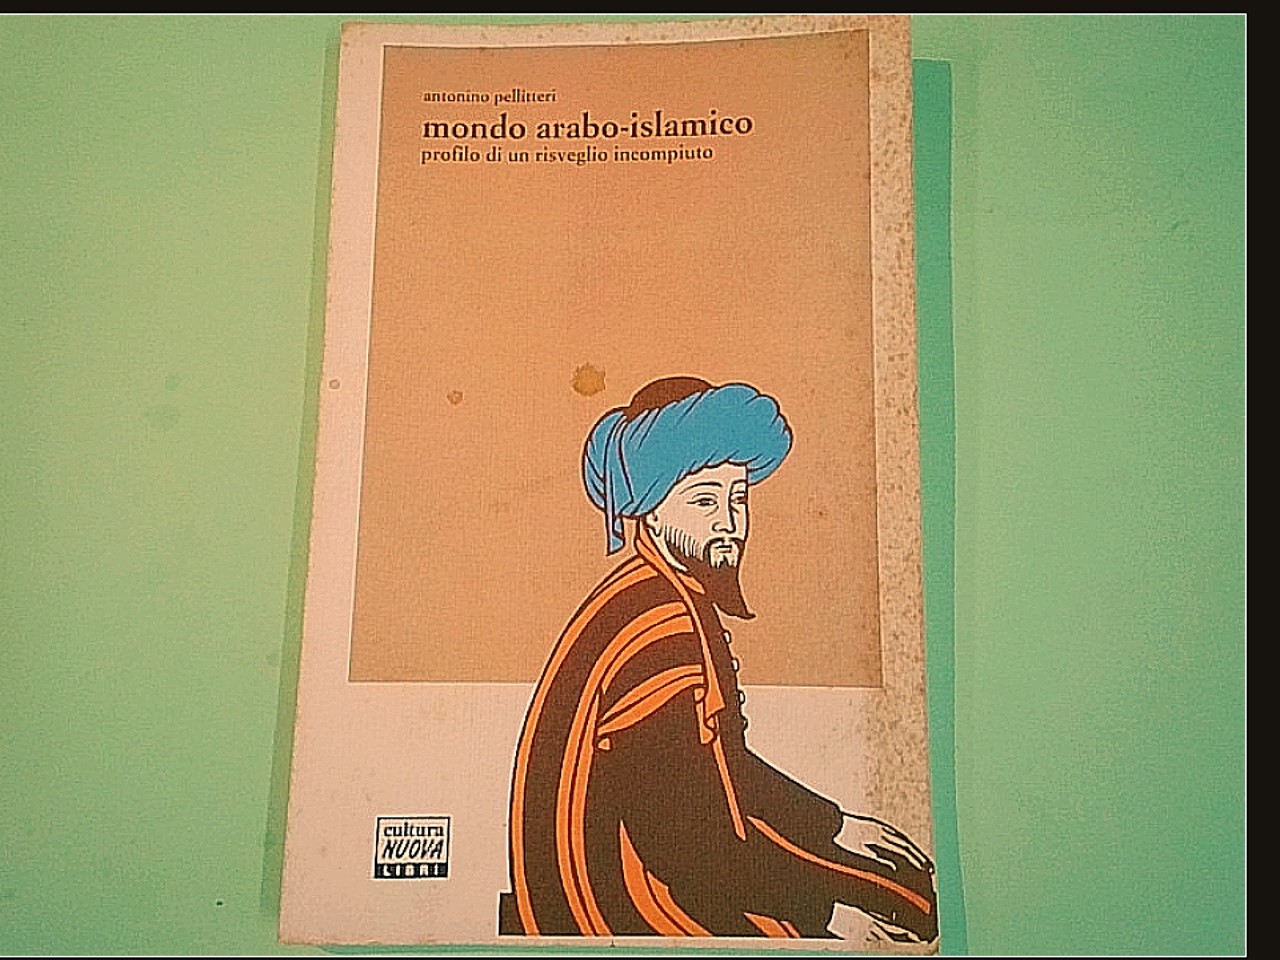 antonino pellitteri
mondo arabo-islamico
profilo di un risveglio incompiuto
cultura
NUOVA
LIBRI